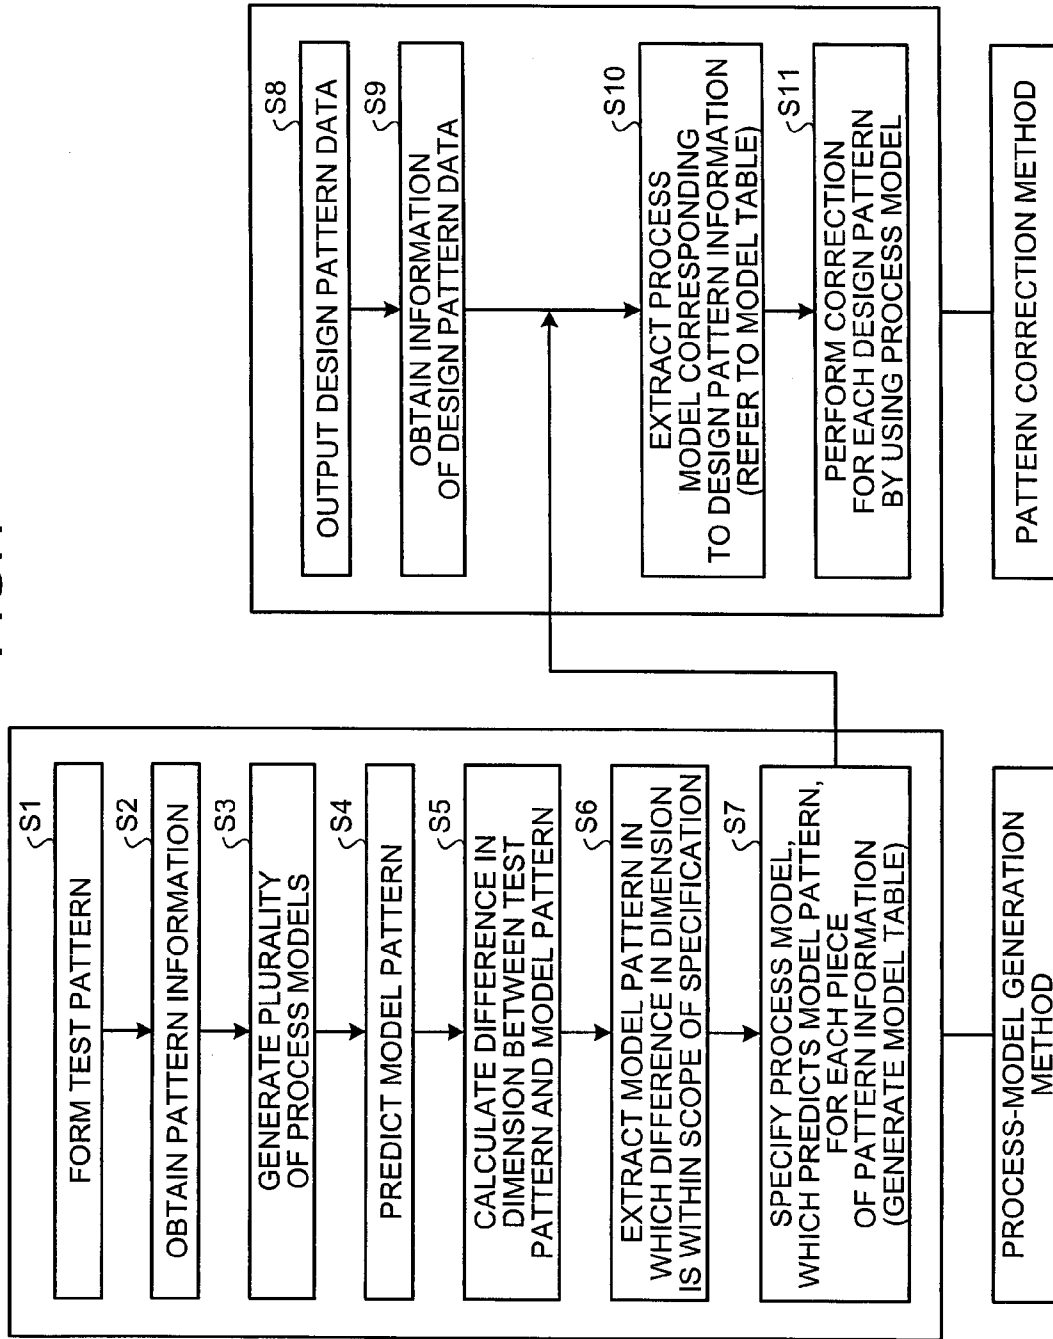 S1
FORM TEST PATTERN
S2
OBTAIN PATTERN INFORMATION
S3
GENERATE PLURALITY
OF PROCESS MODELS
S4
PREDICT MODEL PATTERN
S5
CALCULATE DIFFERENCE IN
DIMENSION BETWEEN TEST
PATTERN AND MODEL PATTERN
S6
EXTRACT MODEL PATTERN IN
WHICH DIFFERENCE IN DIMENSION
IS WITHIN SCOPE OF SPECIFICATION
S7
SPECIFY PROCESS MODEL,
WHICH PREDICTS MODEL PATTERN,
FOR EACH PIECE
OF PATTERN INFORMATION
(GENERATE MODEL TABLE)
PROCESS-MODEL GENERATION
METHOD
S8
OUTPUT DESIGN PATTERN DATA
S9
OBTAIN INFORMATION
OF DESIGN PATTERN DATA
S10
EXTRACT PROCESS
MODEL CORRESPONDING
TO DESIGN PATTERN INFORMATION
(REFER TO MODEL TABLE)
S11
PERFORM CORRECTION
FOR EACH DESIGN PATTERN
BY USING PROCESS MODEL
PATTERN CORRECTION METHOD